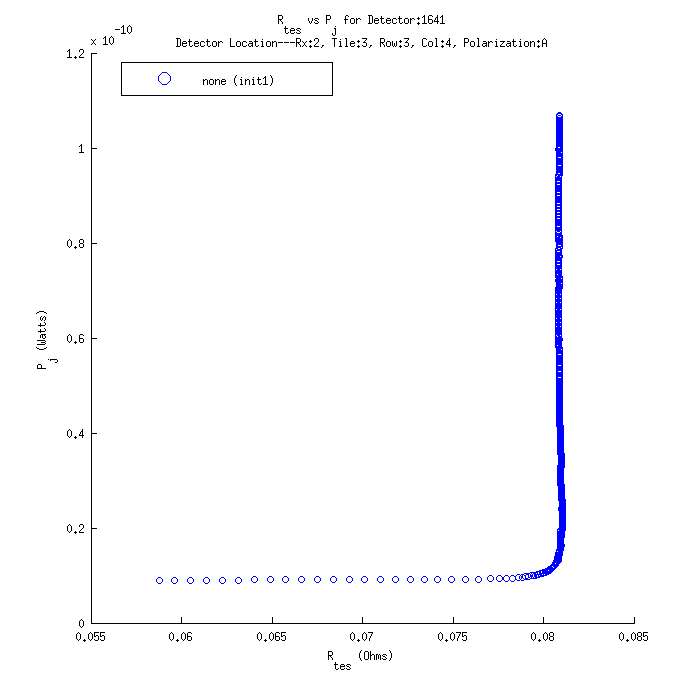 R_tes vs P_j for Detector:1641
Detector Location---Rx:2, Tile:3, Row:3, Col:4, Polarization:A
x 10^-10
none (init1)
1.2
1
0.8
0.6
0.4
0.2
0
P_j (Watts)
0.055 0.06 0.065 0.07 0.075 0.08 0.085
R_tes (Ohms)